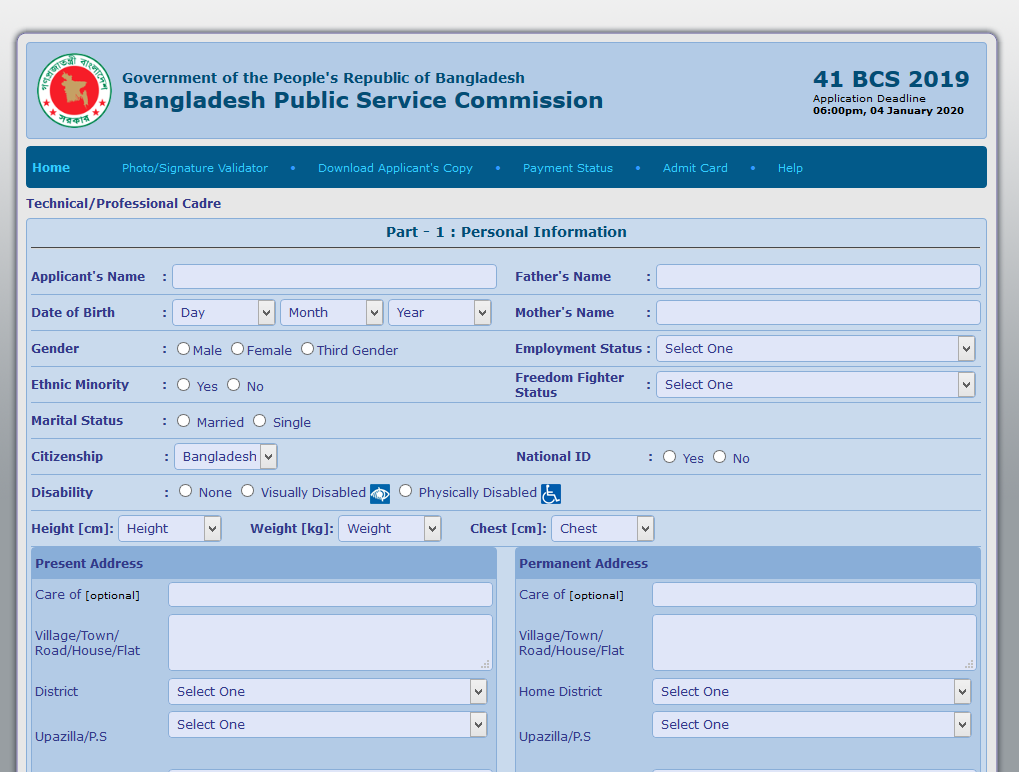 গণপ্রজাতন্ত্রী বাংলাদেশ
সরকার
Government of the People's Republic of Bangladesh
Bangladesh Public Service Commission
41 BCS 2019
Application Deadline
06:00pm, 04 January 2020
Home Photo/Signature Validator • Download Applicant's Copy • Payment Status • Admit Card • Help
Technical/Professional Cadre
Part - 1 : Personal Information
Applicant's Name : Father's Name :
Date of Birth : Day Month Year Mother's Name :
Gender : Male Female Third Gender Employment Status : Select One
Ethnic Minority : Yes No Freedom Fighter Status : Select One
Marital Status : Married Single
Citizenship : Bangladesh National ID : Yes No
Disability : None Visually Disabled Physically Disabled
Height [cm]: Height Weight [kg]: Weight Chest [cm]: Chest
Present Address Permanent Address
Care of [optional] Care of [optional]
Village/Town/ Village/Town/
Road/House/Flat Road/House/Flat
District Select One Home District Select One
Upazilla/P.S Select One Upazilla/P.S Select One